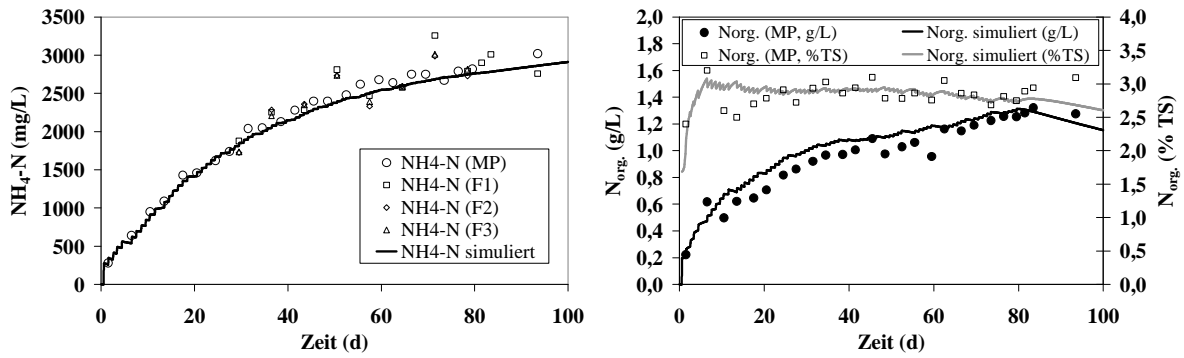 3500
3000
2500
2000
1500
1000
500
0
NH4-N (mg/L)
NH4-N (MP)
NH4-N (F1)
NH4-N (F2)
NH4-N (F3)
NH4-N simuliert
0 20 40 60 80 100
Zeit (d)
2,0
1,8
1,6
1,4
1,2
1,0
0,8
0,6
0,4
0,2
0,0
Norg. (g/L)
Norg. (MP, g/L) Norg. simuliert (g/L)
Norg. (MP, %TS) Norg. simuliert (%TS)
4,0
3,5
3,0
2,5
2,0
1,5
1,0
0,5
0,0
Norg. (% TS)
0 20 40 60 80 100
Zeit (d)